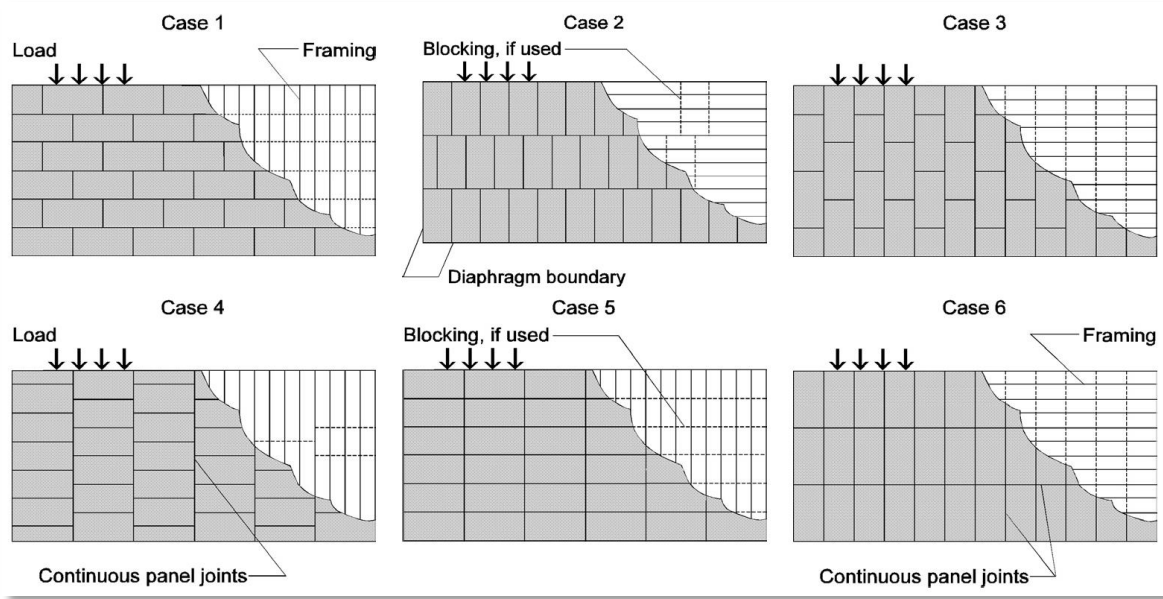 Case 1
Case 2
Case 3
Load
Framing
Blocking, if used
Diaphragm boundary
Case 4
Case 5
Case 6
Load
Blocking, if used
Framing
Continuous panel joints
Continuous panel joints